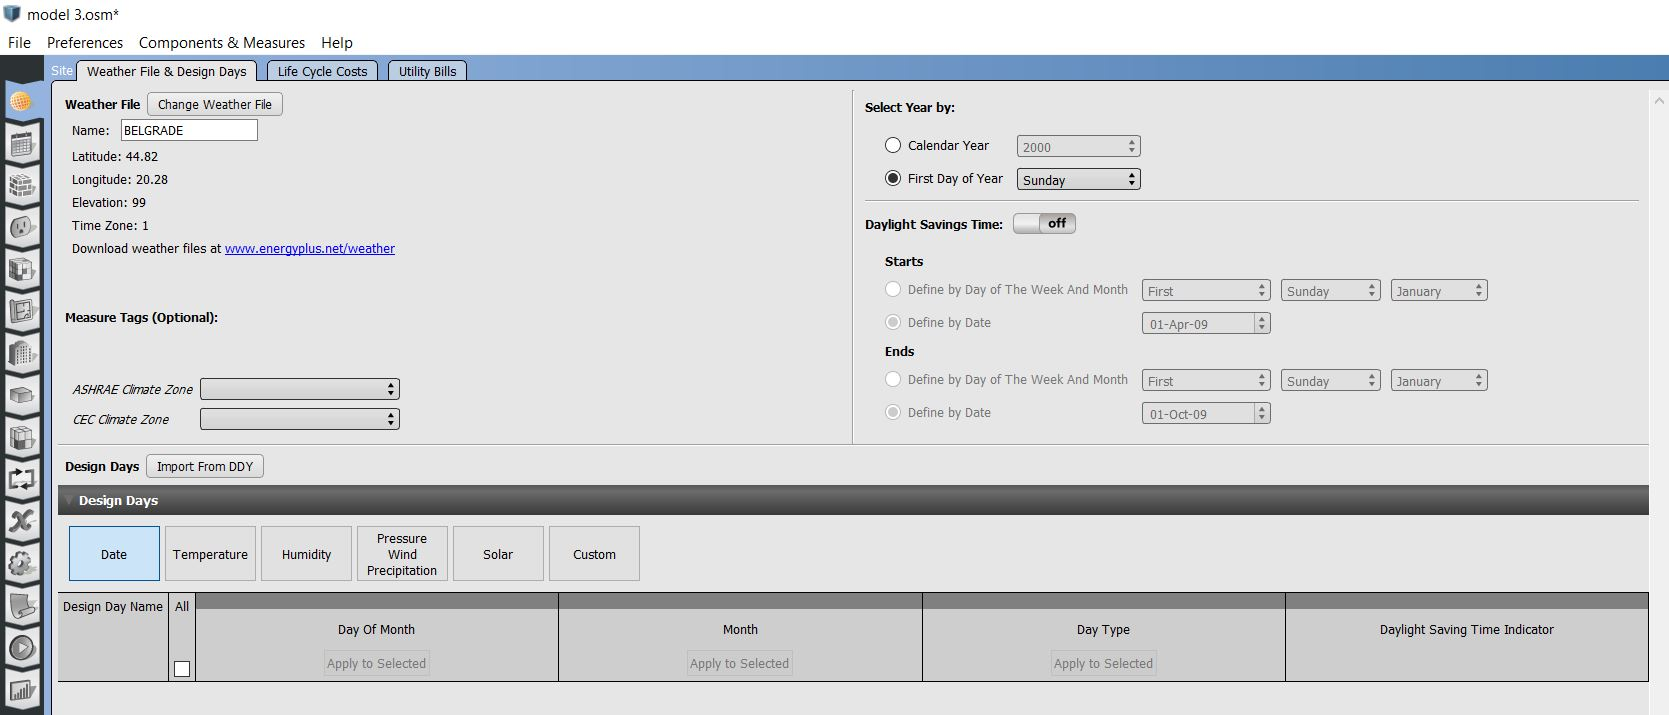 model 3.osm*
File Preferences Components & Measures Help
Site Weather File & Design Days Life Cycle Costs Utility Bills
Weather File Change Weather File
Name: BELGRADE
Latitude: 44.82
Longitude: 20.28
Elevation: 99
Time Zone: 1
Download weather files at www.energyplus.net/weather
Measure Tags (Optional):
ASHRAE Climate Zone
CEC Climate Zone
Select Year by:
Calendar Year 2000
First Day of Year Sunday
Daylight Savings Time: off
Starts
Define by Day of The Week And Month First Sunday January
Define by Date 01-Apr-09
Ends
Define by Day of The Week And Month First Sunday January
Define by Date 01-Oct-09
Design Days Import From DDY
Design Days
Date Temperature Humidity Pressure Wind Precipitation Solar Custom
Design Day Name All
Day Of Month Month Day Type Daylight Saving Time Indicator
Apply to Selected Apply to Selected Apply to Selected